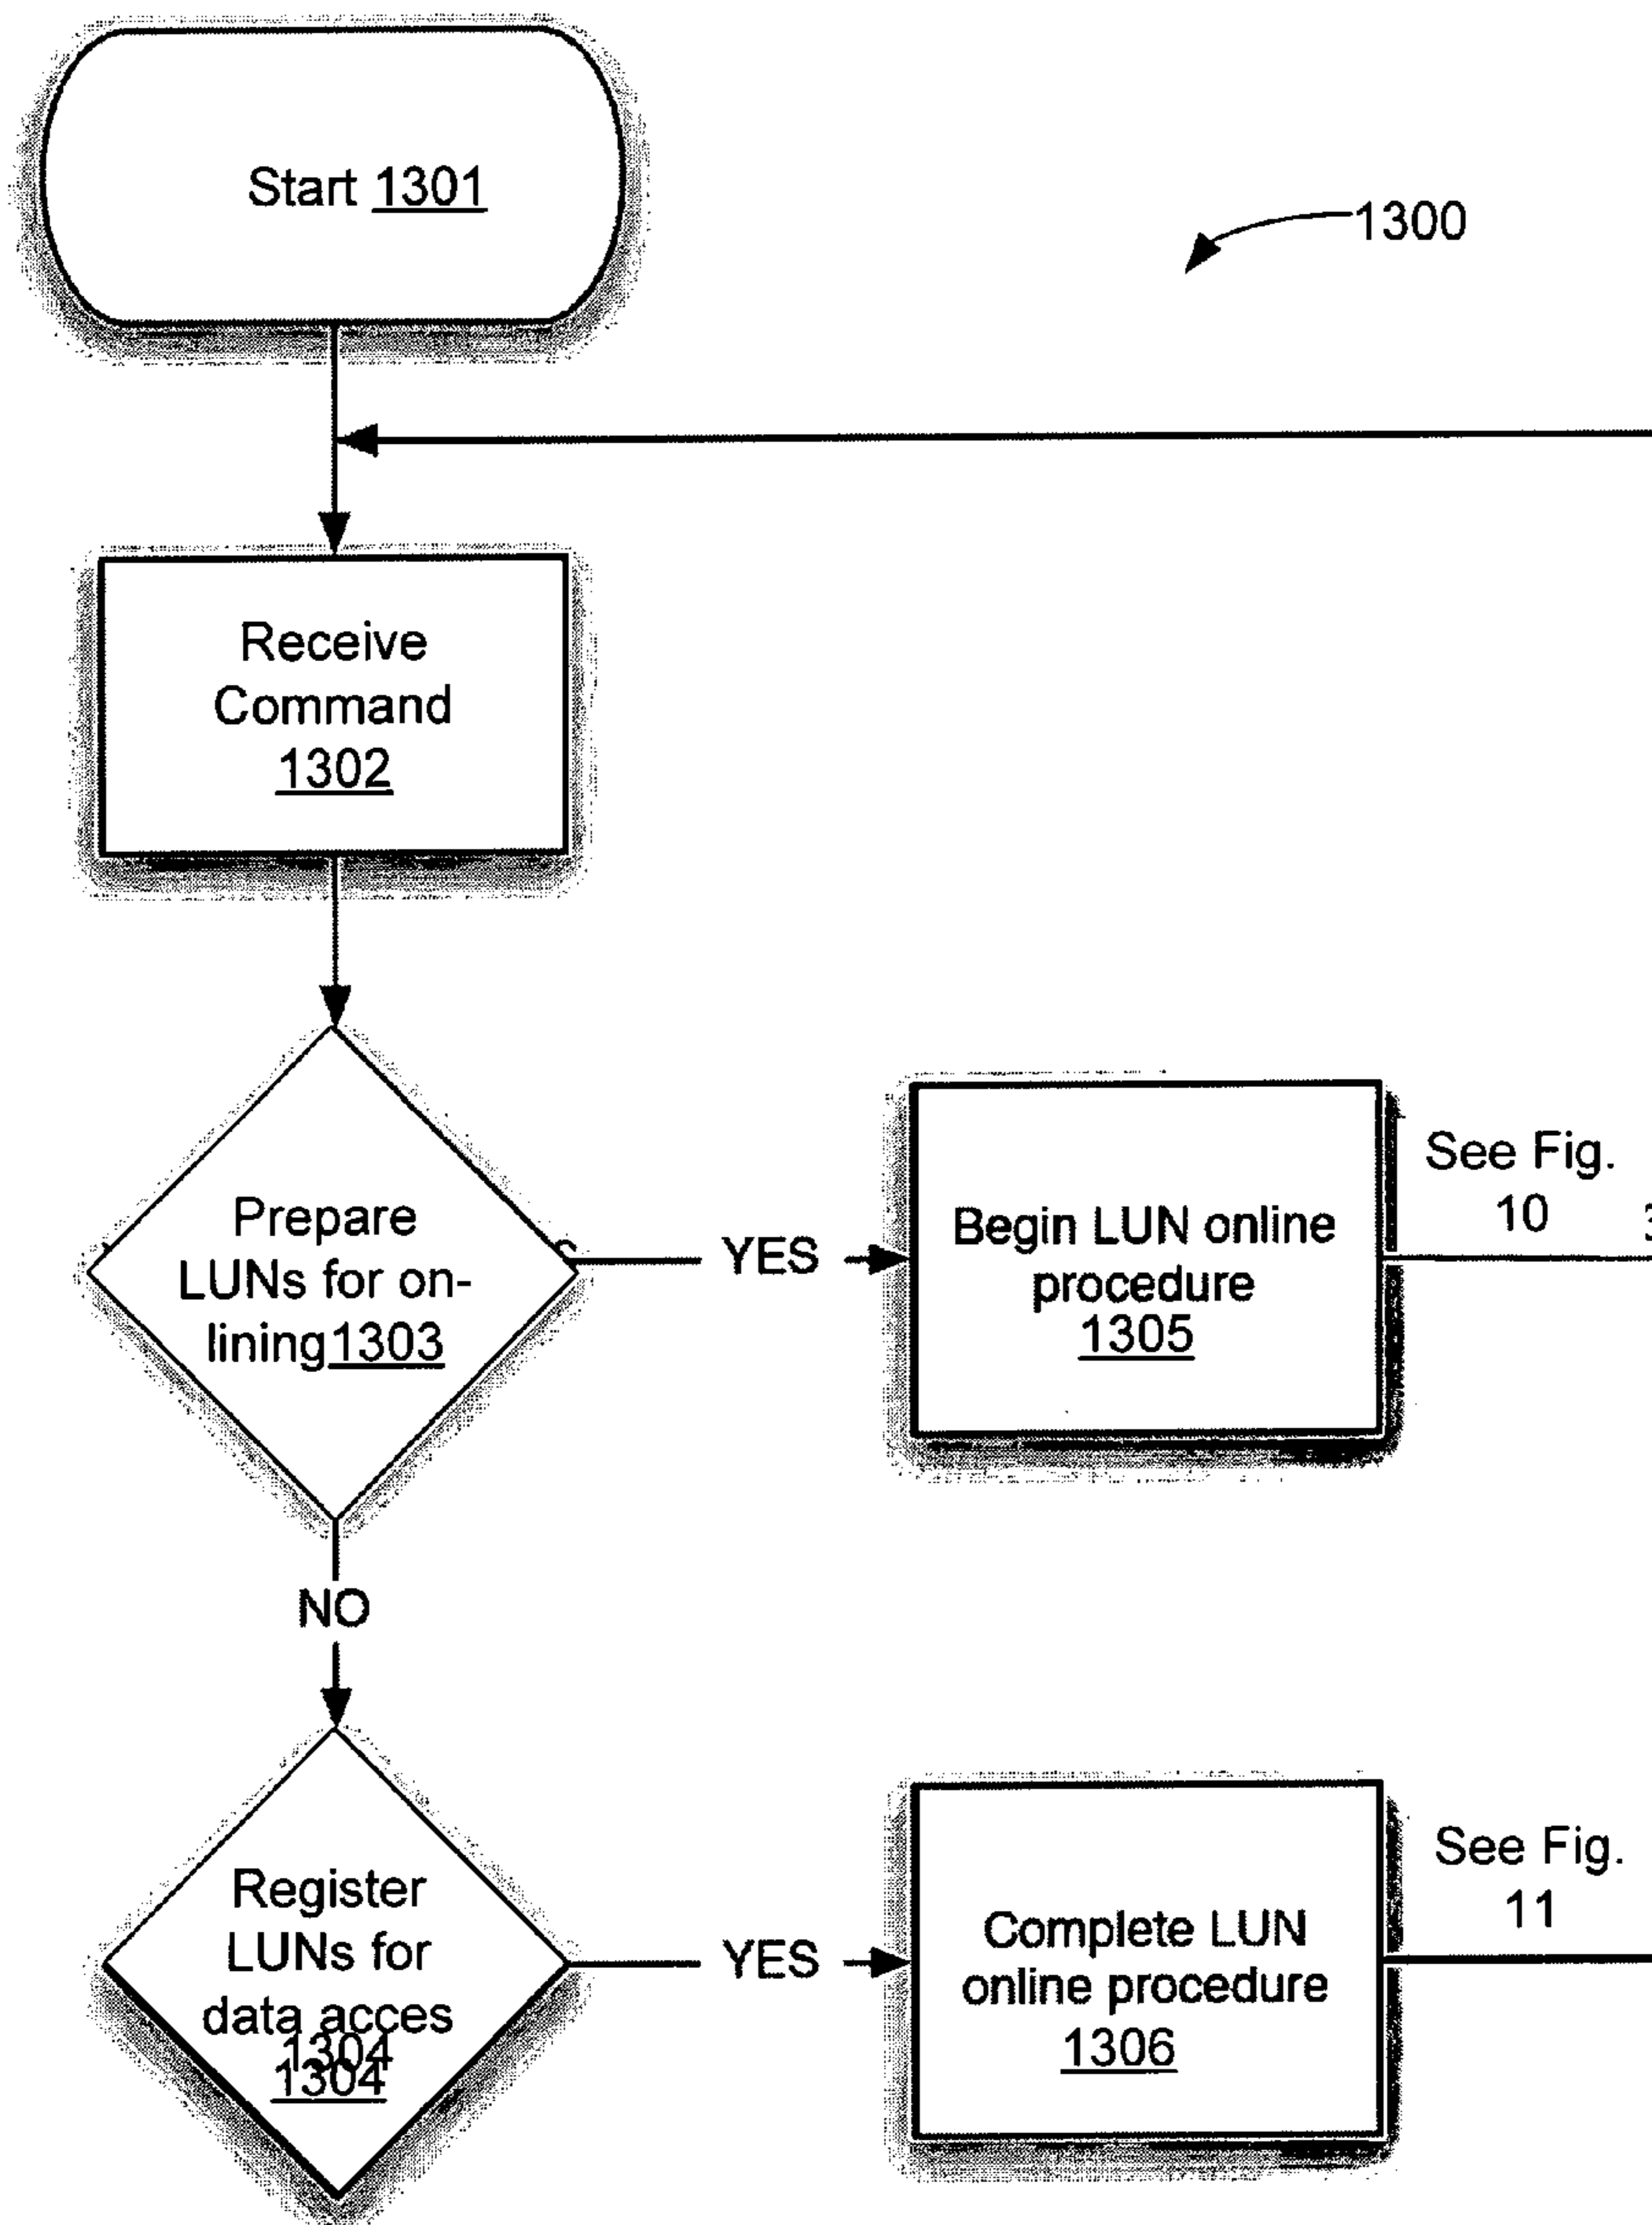 Start 1301
1300
Receive
Command
1302
Prepare
LUNs for on-
lining1303
YES
Begin LUN online
procedure
1305
See Fig.
10
NO
Register
LUNs for
data acces
1304
1304
YES
Complete LUN
online procedure
1306
See Fig.
11